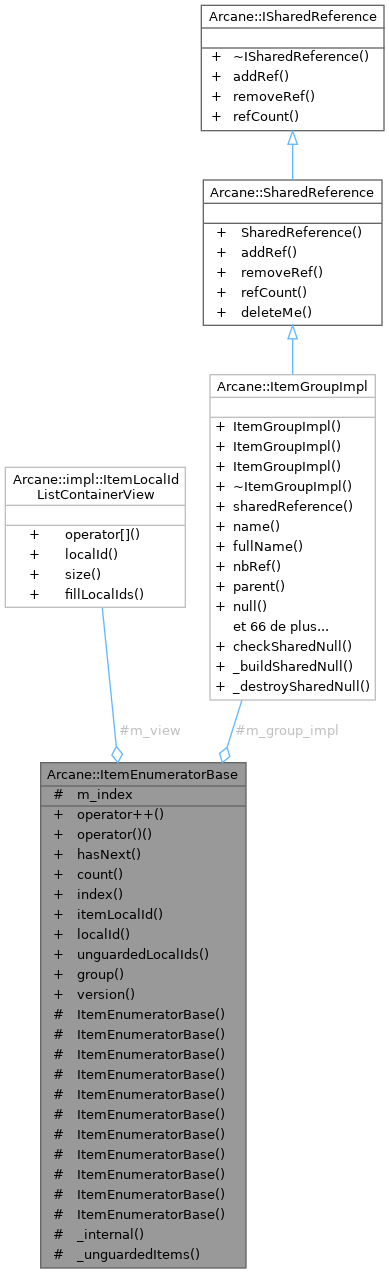 Arcane::ISharedReference
+ ~ISharedReference()
+ addRef()
+ removeRef()
+ refCount()
Arcane::SharedReference
+ SharedReference()
+ addRef()
+ removeRef()
+ refCount()
+ deleteMe()
Arcane::ItemGroupImpl
+ ItemGroupImpl()
+ ItemGroupImpl()
+ ItemGroupImpl()
+ ~ItemGroupImpl()
+ sharedReference()
+ name()
+ fullName()
+ nbRef()
+ parent()
+ null()
et 66 de plus...
+ checkSharedNull()
+ _buildSharedNull()
+ _destroySharedNull()
Arcane::impl::ItemLocalId
ListContainerView
+ operator[]()
+ localId()
+ size()
+ fillLocalIds()
#m_view
#m_group_impl
Arcane::ItemEnumeratorBase
# m_index
+ operator++()
+ operator()()
+ hasNext()
+ count()
+ index()
+ itemLocalId()
+ localId()
+ unguardedLocalIds()
+ group()
+ version()
# ItemEnumeratorBase()
# ItemEnumeratorBase()
# ItemEnumeratorBase()
# ItemEnumeratorBase()
# ItemEnumeratorBase()
# ItemEnumeratorBase()
# ItemEnumeratorBase()
# ItemEnumeratorBase()
# ItemEnumeratorBase()
# ItemEnumeratorBase()
# ItemEnumeratorBase()
# _internal()
# _unguardedItems()